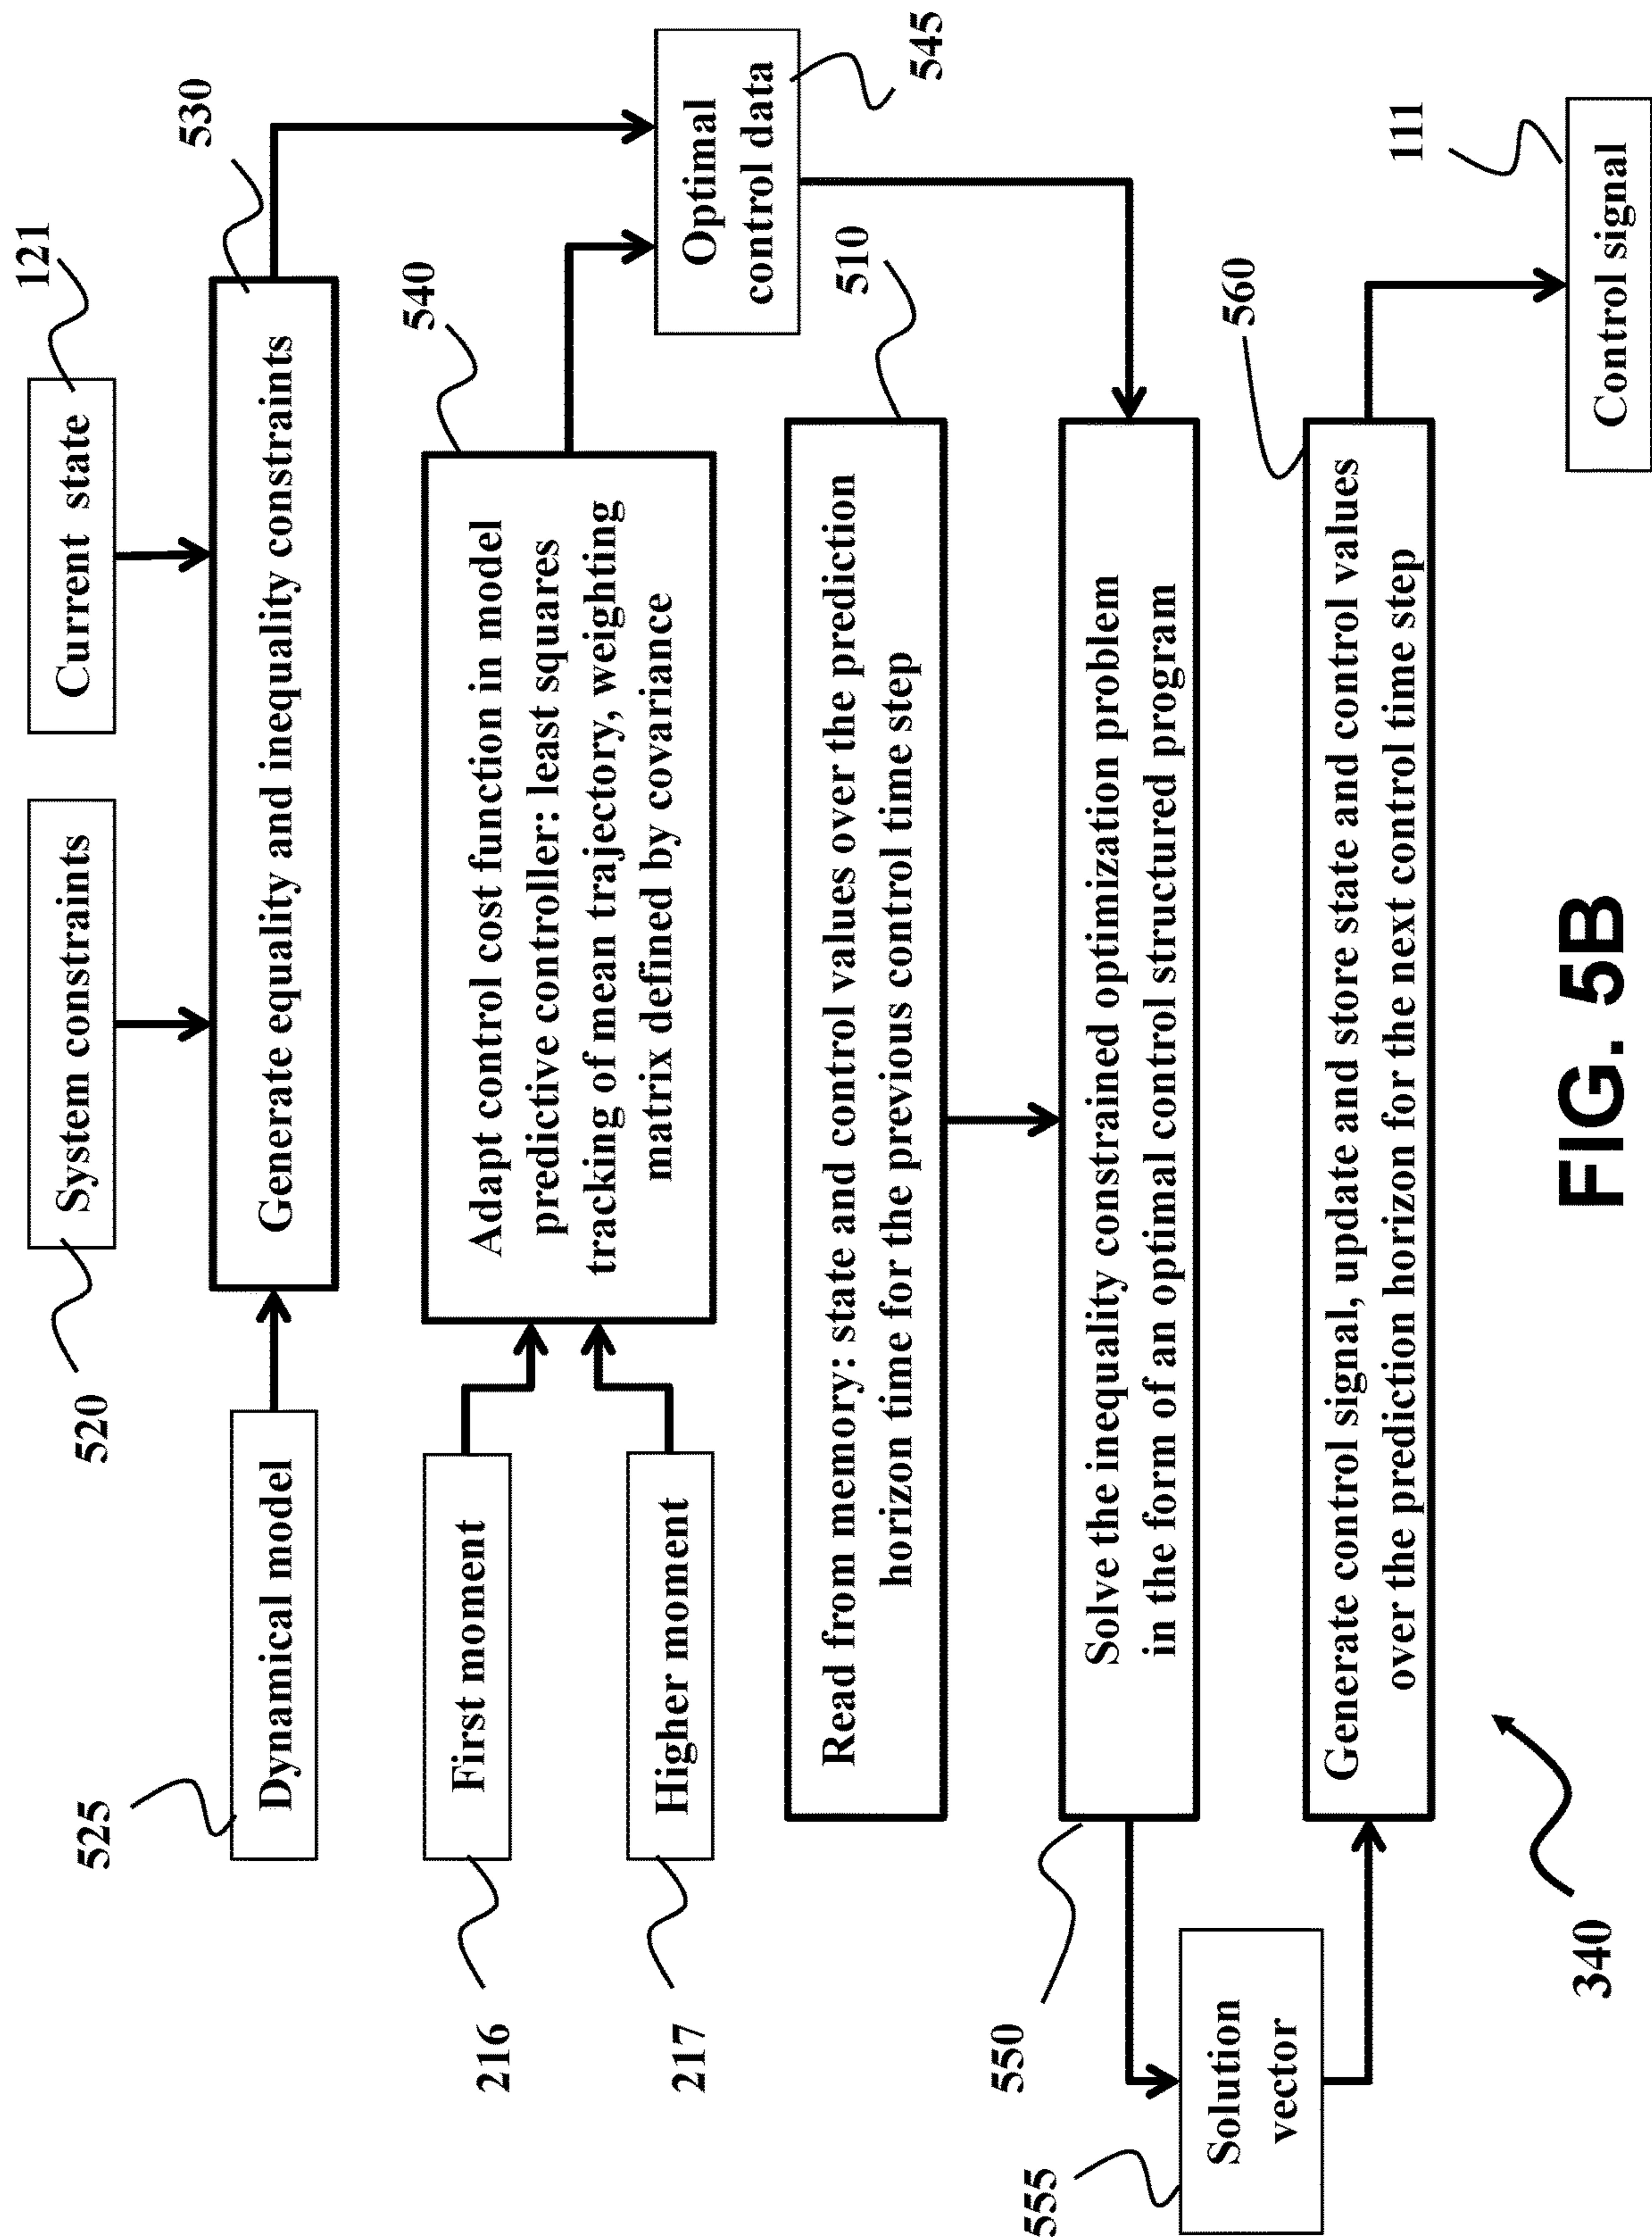 520
System constraints
Current state
121
530
525
Dynamical model
Generate equality and inequality constraints
216
First moment
217
Higher moment
540
Adapt control cost function in model
predictive controller: least squares
tracking of mean trajectory, weighting
matrix defined by covariance
Optimal
control data
545
510
Read from memory: state and control values over the prediction
horizon time for the previous control time step
550
Solve the inequality constrained optimization problem
in the form of an optimal control structured program
555
Solution
vector
560
Generate control signal, update and store state and control values
over the prediction horizon for the next control time step
111
Control signal
340
FIG. 5B